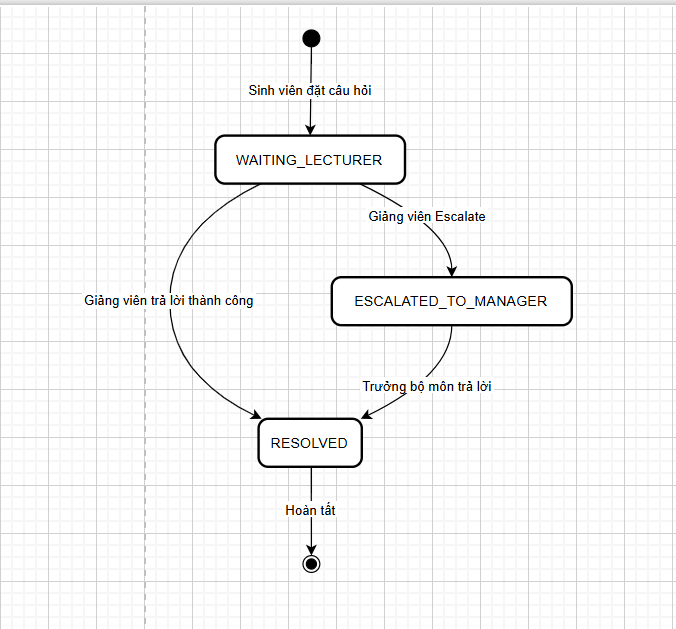 Sinh viên đặt câu hỏi
WAITING_LECTURER
Giảng viên Escalate
Giảng viên trả lời thành công
ESCALATED_TO_MANAGER
Trưởng bộ môn trả lời
RESOLVED
Hoàn tất